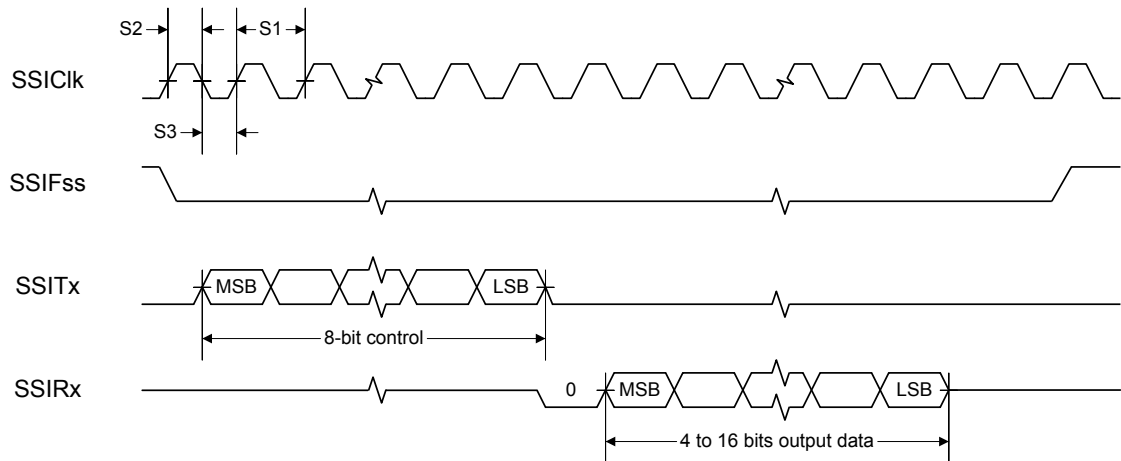 S2
S1
SSIClk
S3
SSIFss
SSITx
MSB
LSB
8-bit control
SSIRx
0
MSB
LSB
4 to 16 bits output data